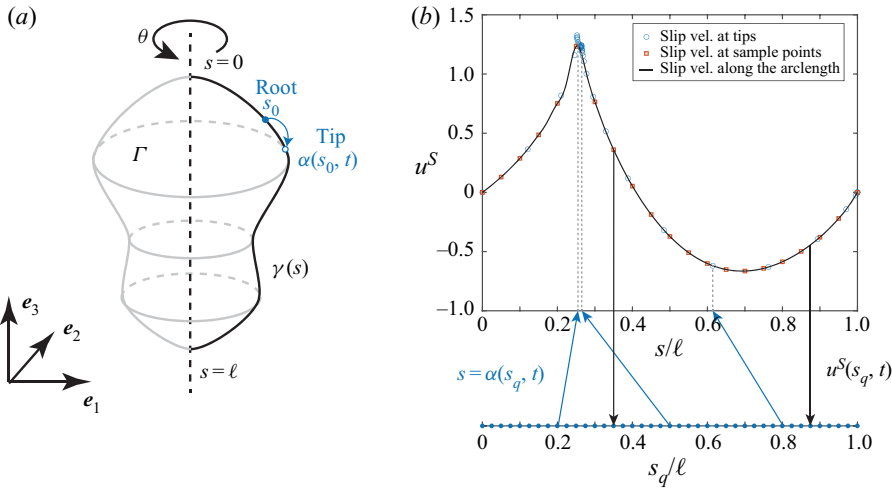 (a)
θ
s = 0
Root
s₀
Tip
α(s₀, t)
Γ
γ(s)
e₃
e₂
e₁
s = ℓ
(b)
1.5
1.0
0.5
0
−0.5
−1.0
uˢ
Slip vel. at tips
Slip vel. at sample points
Slip vel. along the arclength
0 0.2 0.4 0.6 0.8 1.0
s/ℓ
s = α(s_q, t)
uˢ(s_q, t)
0 0.2 0.4 0.6 0.8 1.0
s_q/ℓ